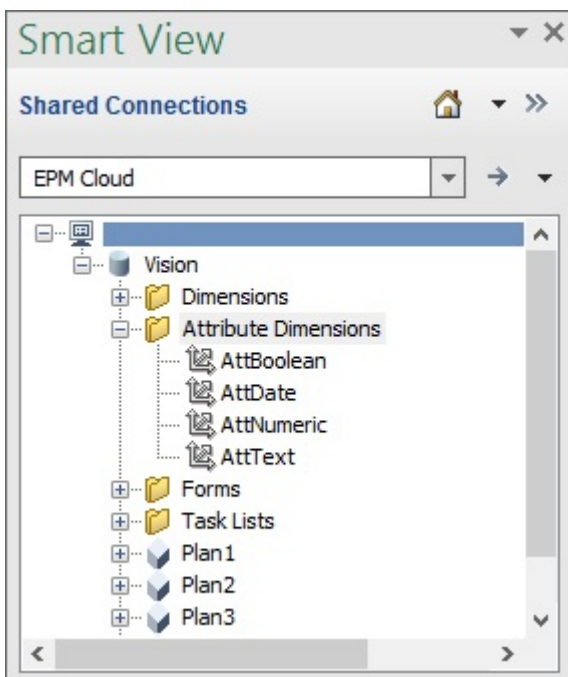 Smart View
Shared Connections
EPM Cloud
Vision
Dimensions
Attribute Dimensions
AttBoolean
AttDate
AttNumeric
AttText
Forms
Task Lists
Plan1
Plan2
Plan3